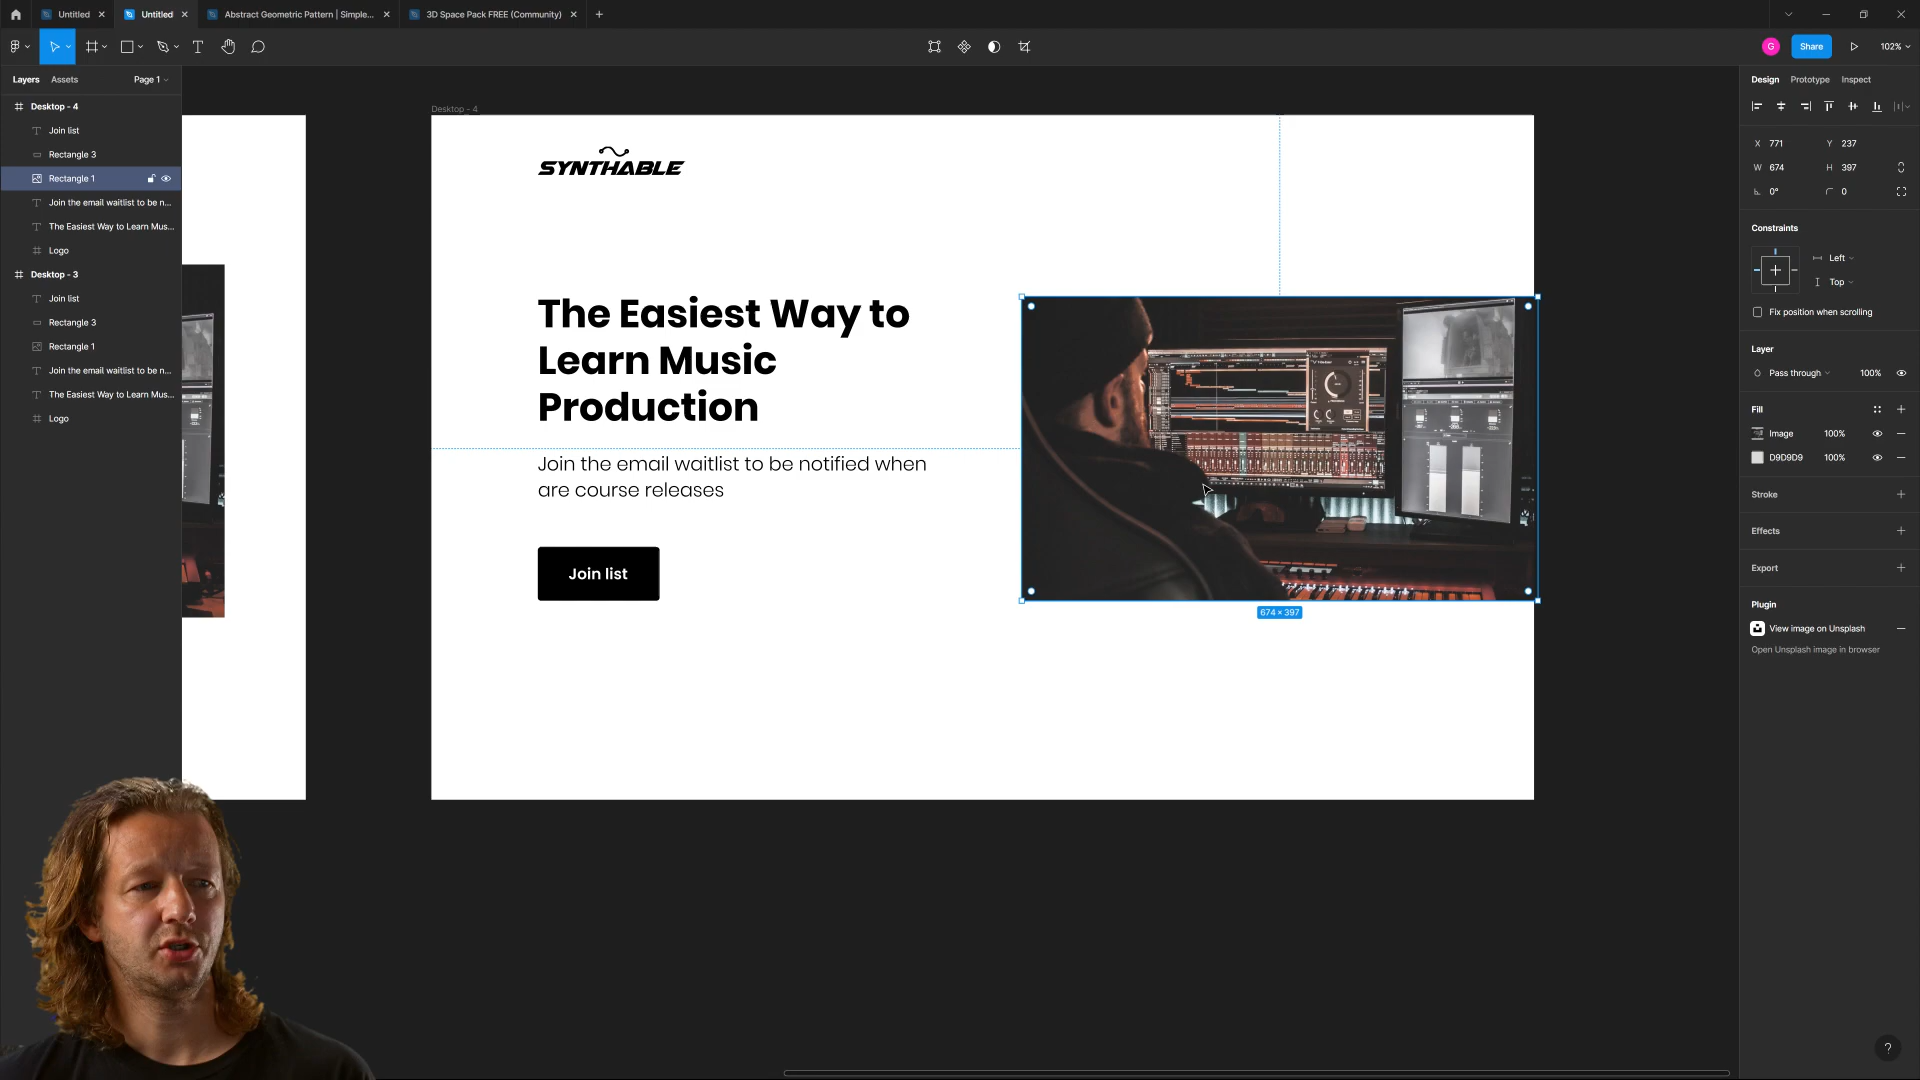 Untitled
Untitled
Abstract Geometric Pattern | Simple...
3D Space Pack FREE (Community)
G
Share
102%
Layers
Assets
Page 1
Desktop - 4
Join list
Rectangle 3
Rectangle 1
Join the email waitlist to be n...
The Easiest Way to Learn Mus...
Logo
Desktop - 3
Join list
Rectangle 3
Rectangle 1
Join the email waitlist to be n...
The Easiest Way to Learn Mus...
Logo
Desktop - 4
SYNTHABLE
The Easiest Way to
Learn Music
Production
Join the email waitlist to be notified when
are course releases
Join list
674 × 397
Design
Prototype
Inspect
X 771
Y 237
W 674
H 397
0°
0
Constraints
Left
Top
Fix position when scrolling
Layer
Pass through
100%
Fill
Image
100%
D9D9D9
100%
Stroke
Effects
Export
Plugin
View image on Unsplash
Open Unsplash image in browser
?